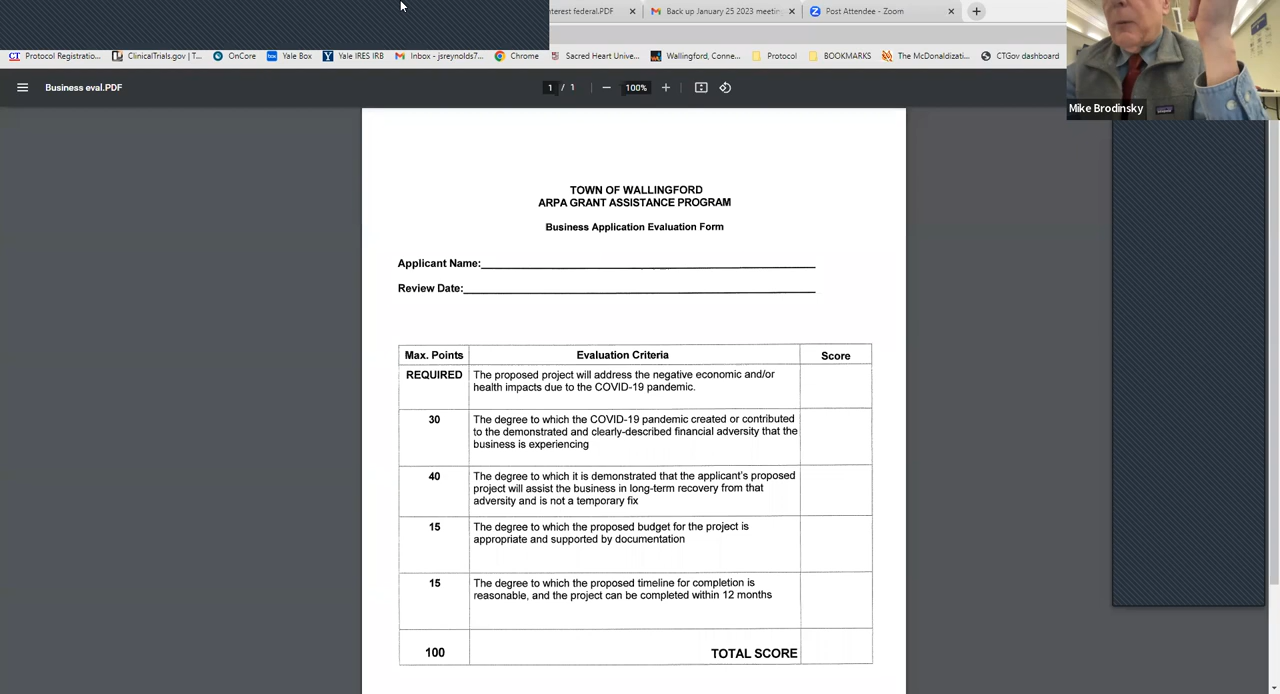 nterest federal.PDF
Back up January 25 2023 meetin
Post Attendee - Zoom
Protocol Registratio...
ClinicalTrials.gov | T...
OnCore
Yale Box
Yale IRES IRB
Inbox - jsreynolds7...
Chrome
Sacred Heart Unive...
Wallingford, Conne...
Protocol
BOOKMARKS
The McDonaldizati...
CTGov dashboard
Mike Brodinsky
Business eval.PDF
1 / 1
100%
TOWN OF WALLINGFORD
ARPA GRANT ASSISTANCE PROGRAM
Business Application Evaluation Form
Applicant Name:
Review Date:
Max. Points Evaluation Criteria Score
REQUIRED The proposed project will address the negative economic and/or
health impacts due to the COVID-19 pandemic.
30 The degree to which the COVID-19 pandemic created or contributed
to the demonstrated and clearly-described financial adversity that the
business is experiencing
40 The degree to which it is demonstrated that the applicant's proposed
project will assist the business in long-term recovery from that
adversity and is not a temporary fix
15 The degree to which the proposed budget for the project is
appropriate and supported by documentation
15 The degree to which the proposed timeline for completion is
reasonable, and the project can be completed within 12 months
100 TOTAL SCORE